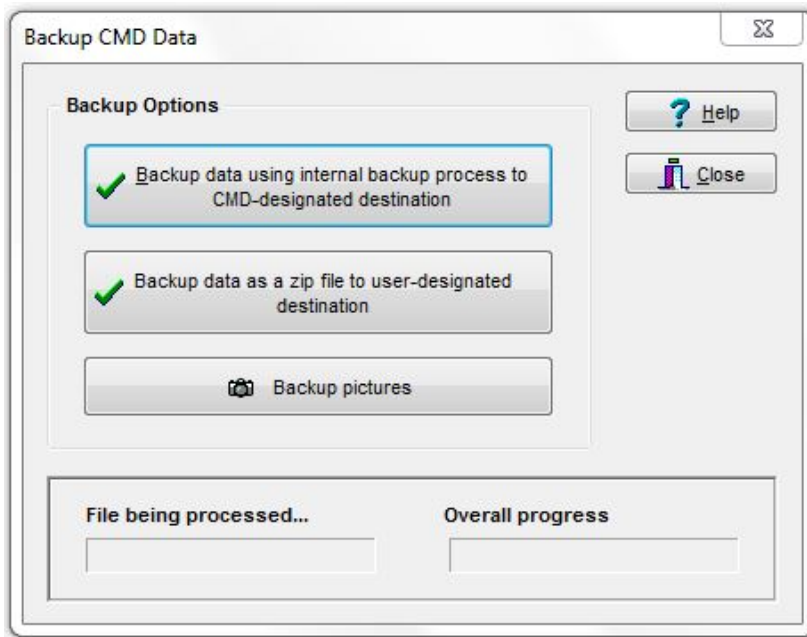 Backup CMD Data
Backup Options
Help
Backup data using internal backup process to
CMD-designated destination
Close
Backup data as a zip file to user-designated
destination
Backup pictures
File being processed...
Overall progress